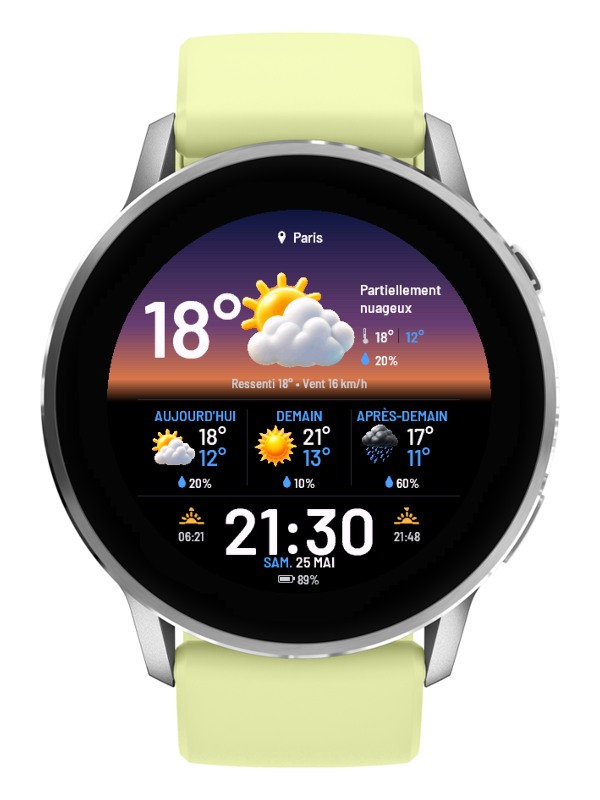 Paris
18°
Partiellement
nuageux
18° | 12°
20%
Ressenti 18° • Vent 16 km/h
AUJOURD'HUI DEMAIN APRÈS-DEMAIN
18° 21° 17°
12° 13° 11°
20% 10% 60%
06:21 21:30 21:48
SAM. 25 MAI
89%